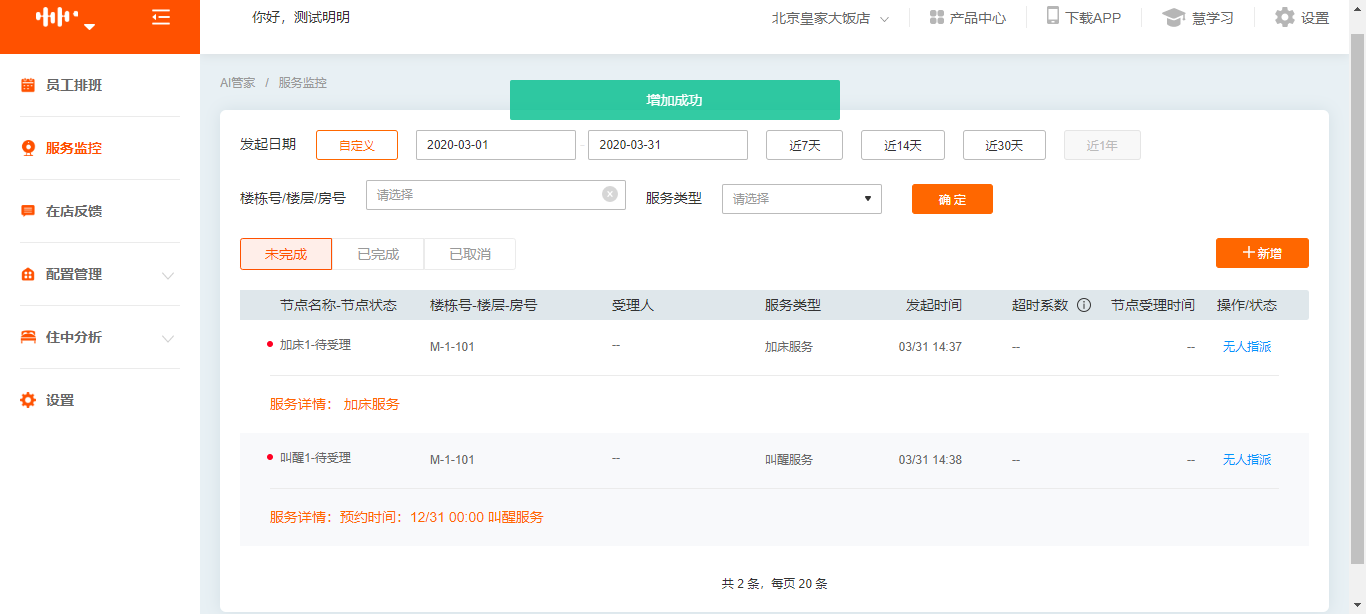 你好，测试明明
北京皇家大饭店 产品中心 下载APP 慧学习 设置
员工排班
服务监控
在店反馈
配置管理
住中分析
设置
AI管家 / 服务监控
增加成功
发起日期 自定义 2020-03-01 - 2020-03-31 近7天 近14天 近30天 近1年
楼栋号/楼层/房号 请选择 服务类型 请选择 确 定
未完成 已完成 已取消 +新增
节点名称-节点状态 楼栋号-楼层-房号 受理人 服务类型 发起时间 超时系数 节点受理时间 操作/状态
加床1-待受理 M-1-101 -- 加床服务 03/31 14:37 -- -- 无人指派
服务详情： 加床服务
叫醒1-待受理 M-1-101 -- 叫醒服务 03/31 14:38 -- -- 无人指派
服务详情：预约时间：12/31 00:00 叫醒服务
共 2 条，每页 20 条